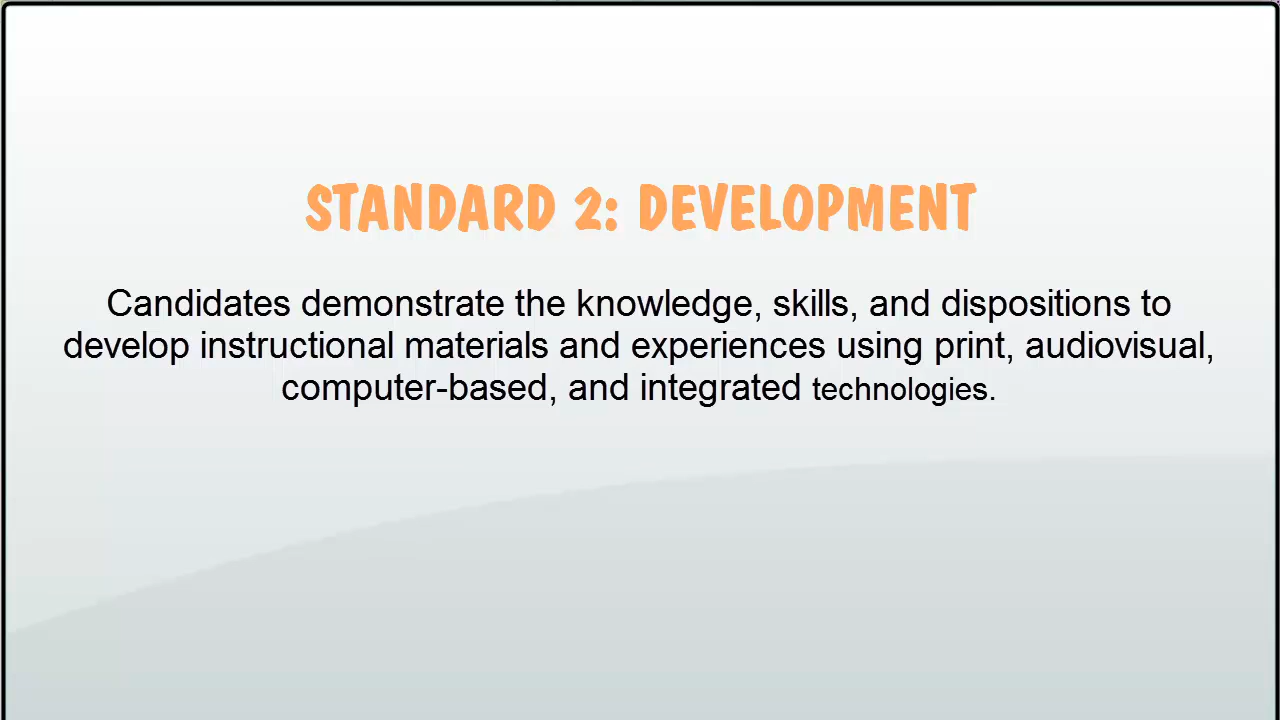 STANDARD 2: DEVELOPMENT
Candidates demonstrate the knowledge, skills, and dispositions to
develop instructional materials and experiences using print, audiovisual,
computer-based, and integrated technologies.